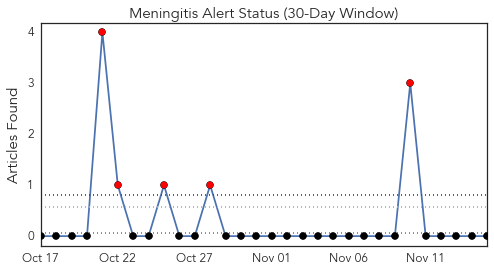 Meningitis Alert Status (30-Day Window)
Articles Found
4
3
2
1
0
Oct 17 Oct 22 Oct 27 Nov 01 Nov 06 Nov 11